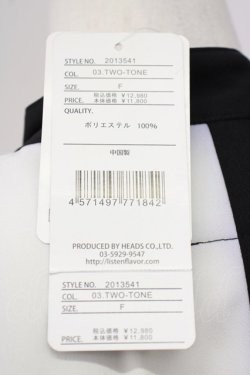 STYLE NO. 2013541
COL. 03.TWO-TONE
SIZE. F
税込価格 ￥12,980
PRICE. 本体価格 ￥11,800
QUALITY.
ポリエステル 100%
中国製
4 571497 771842
PRODUCED BY HEADS CO.,LTD.
03-5929-9547
http://listenflavor.com/
STYLE NO. 2013541
COL. 03.TWO-TONE
SIZE. F
税込価格 ￥12,980
PRICE. 本体価格 ￥11,800